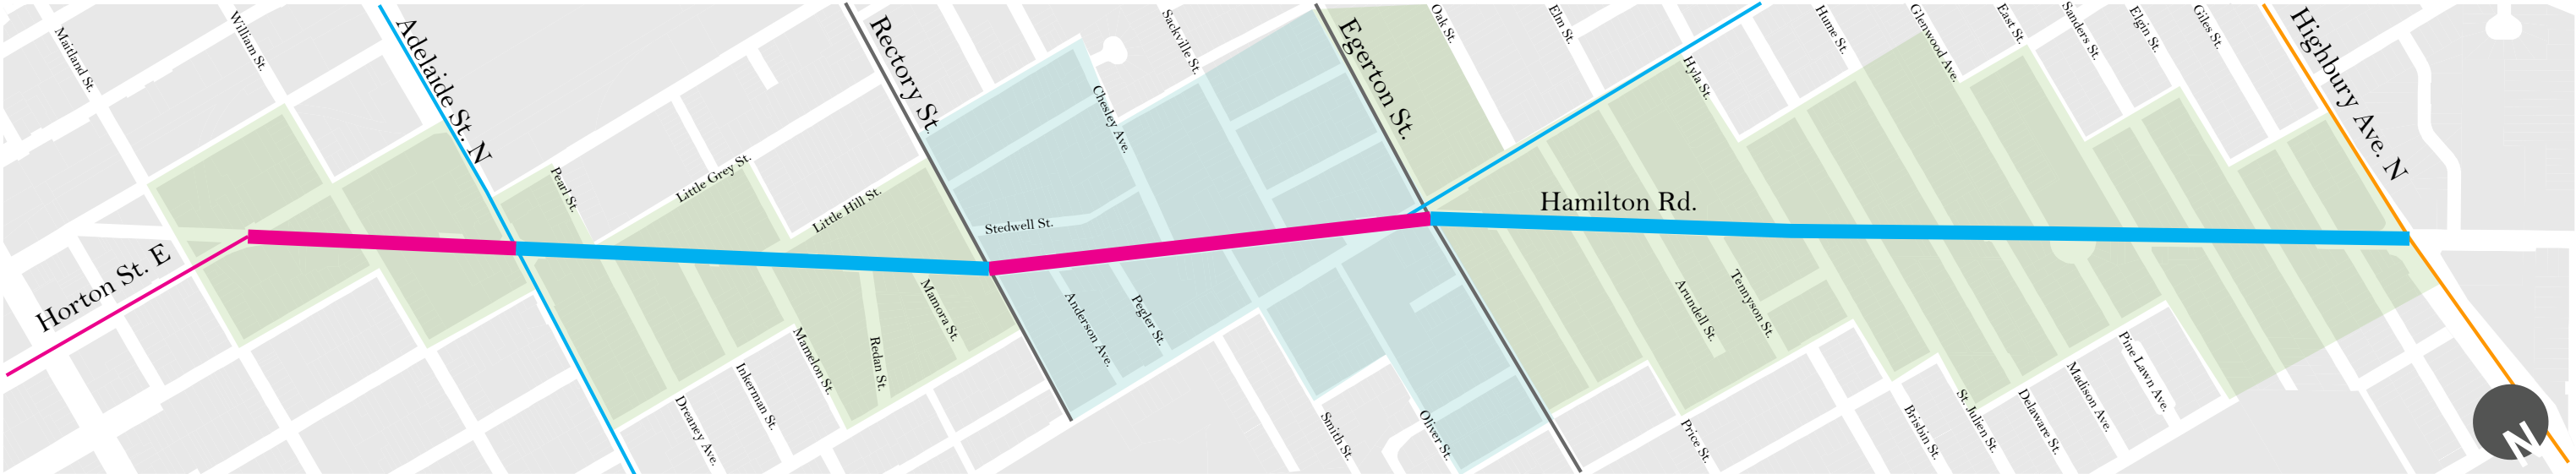 Maitland St.
William St.
Adelaide St. N
Rectory St.
Sackville St.
Chesley Ave.
Egerton St.
Oak St.
Elm St.
Hyla St.
Hume St.
Glenwood Ave.
East St.
Sanders St.
Elgin St.
Giles St.
Highbury Ave. N
Pearl St.
Little Grey St.
Little Hill St.
Stedwell St.
Hamilton Rd.
Horton St. E
Dreaney Ave.
Inkerman St.
Mamelon St.
Redan St.
Mamora St.
Anderson Ave.
Pegler St.
Smith St.
Oliver St.
Price St.
Arundell St.
Tennyson St.
Brisbin St.
St. Julien St.
Delaware St.
Madison Ave.
Pine Lawn Ave.
N